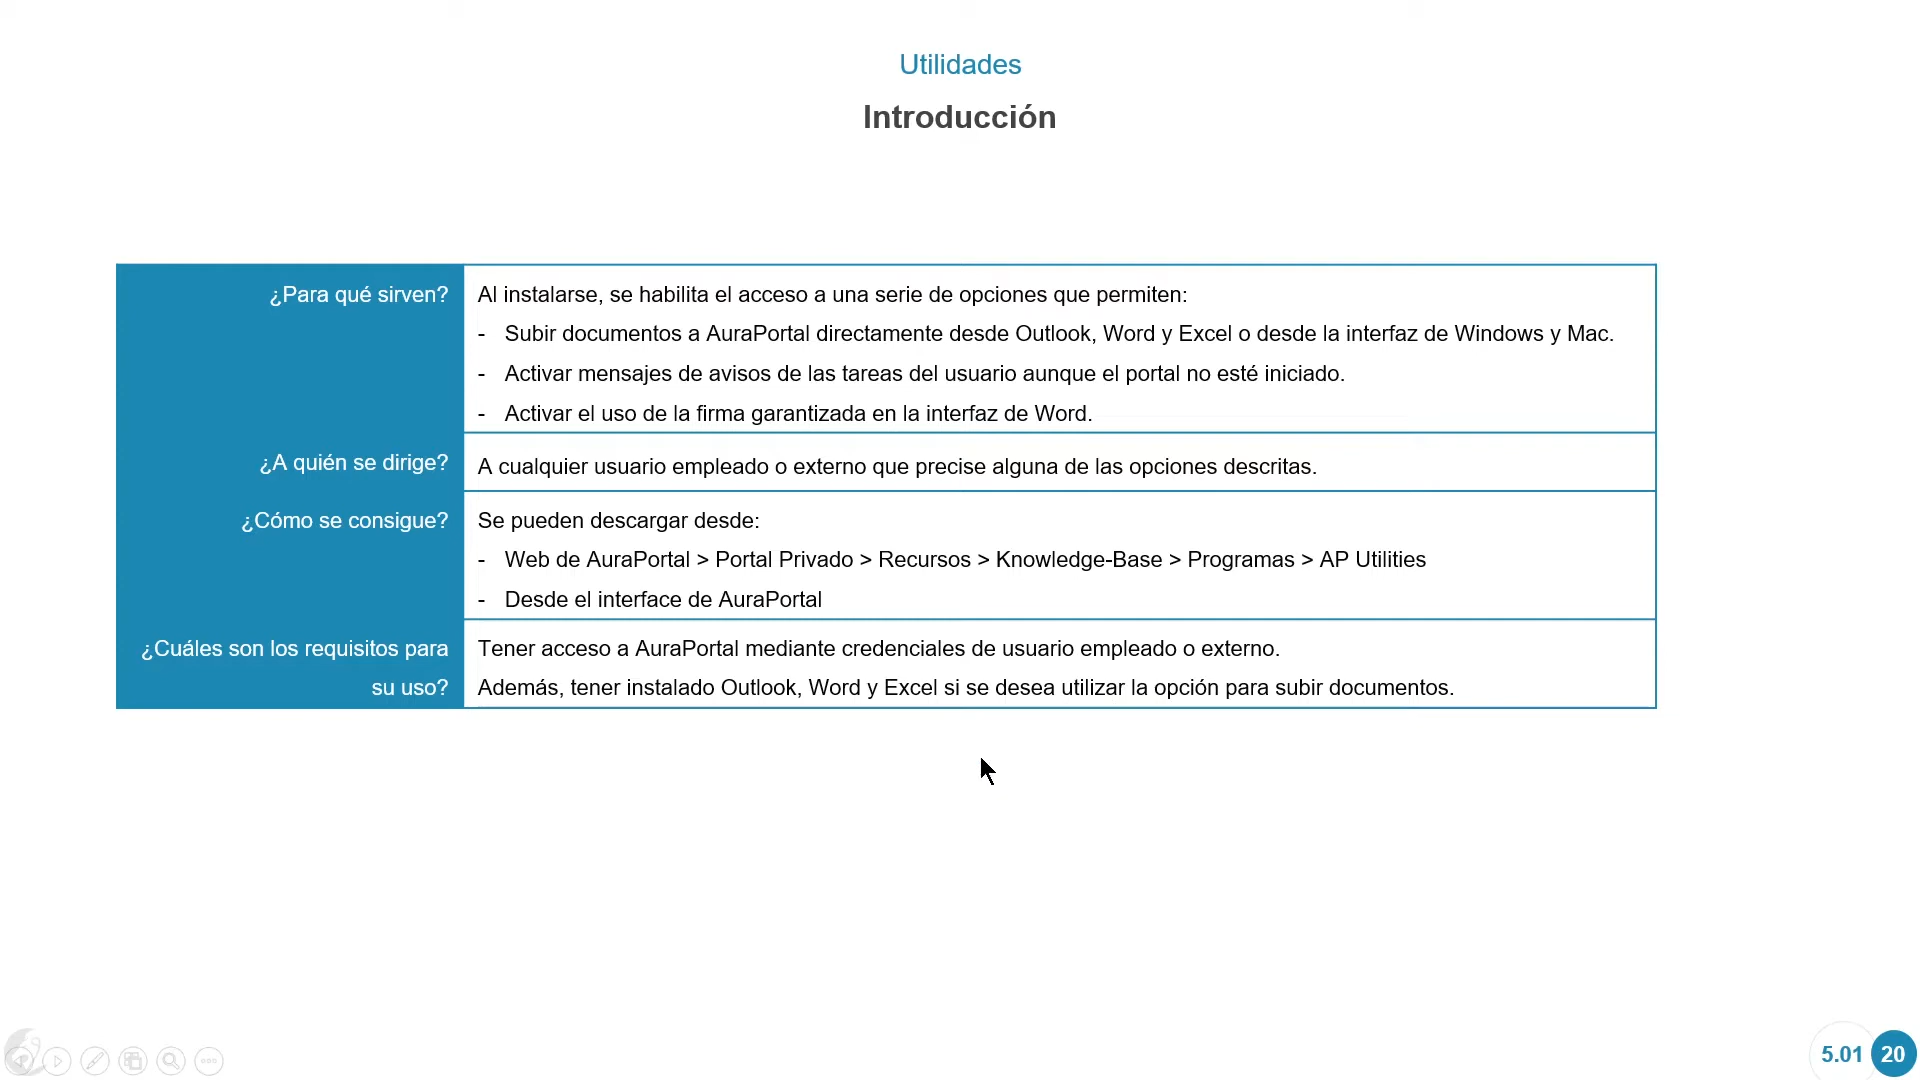 Utilidades
Introducción
¿Para qué sirven?
Al instalarse, se habilita el acceso a una serie de opciones que permiten:
- Subir documentos a AuraPortal directamente desde Outlook, Word y Excel o desde la interfaz de Windows y Mac.
- Activar mensajes de avisos de las tareas del usuario aunque el portal no esté iniciado.
- Activar el uso de la firma garantizada en la interfaz de Word.
¿A quién se dirige?
A cualquier usuario empleado o externo que precise alguna de las opciones descritas.
¿Cómo se consigue?
Se pueden descargar desde:
- Web de AuraPortal > Portal Privado > Recursos > Knowledge-Base > Programas > AP Utilities
- Desde el interface de AuraPortal
¿Cuáles son los requisitos para
su uso?
Tener acceso a AuraPortal mediante credenciales de usuario empleado o externo.
Además, tener instalado Outlook, Word y Excel si se desea utilizar la opción para subir documentos.
5.01 20